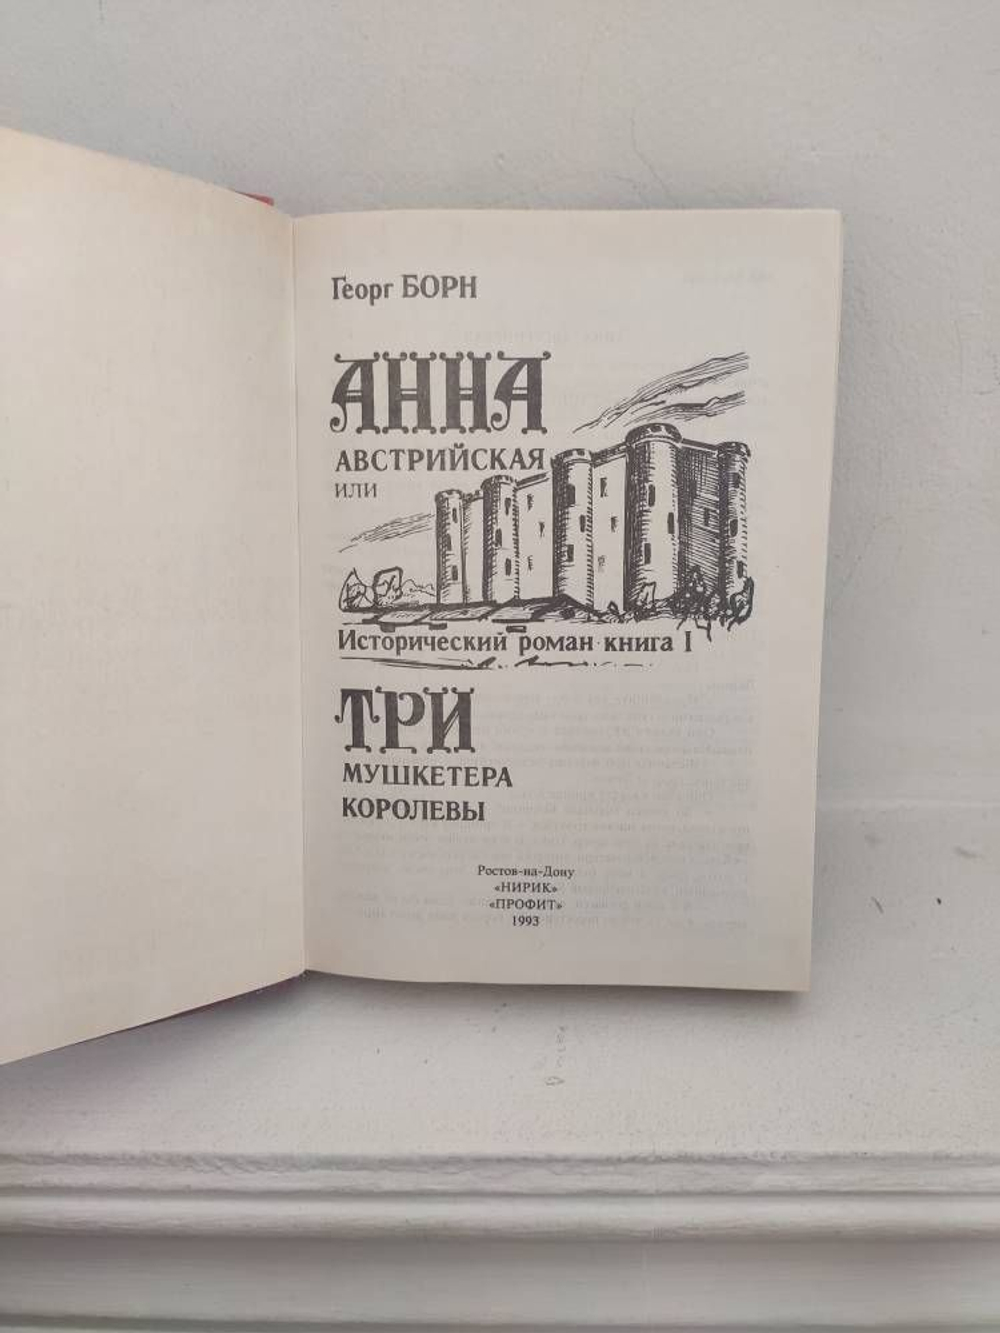 Георг БОРН
АННА
АВСТРИЙСКАЯ
ИЛИ
Исторический роман·книга I
ТРИ
МУШКЕТЕРА
КОРОЛЕВЫ
Ростов-на-Дону
«НИРИК»
«ПРОФИТ»
1993